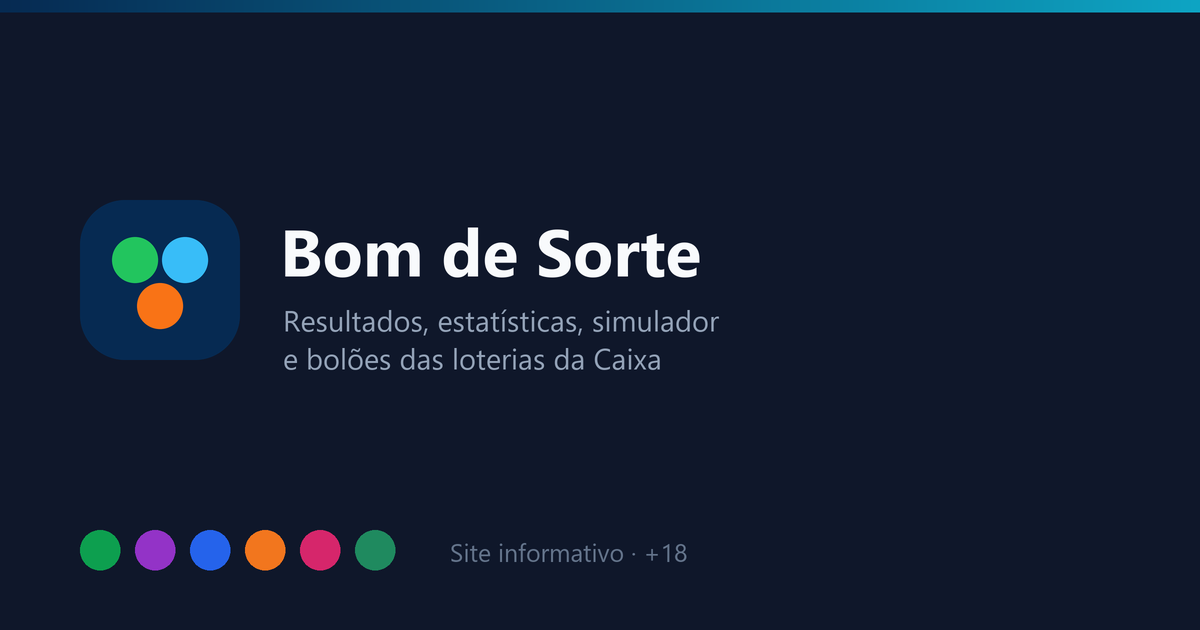 Bom de Sorte
Resultados, estatísticas, simulador
e bolões das loterias da Caixa
Site informativo · +18